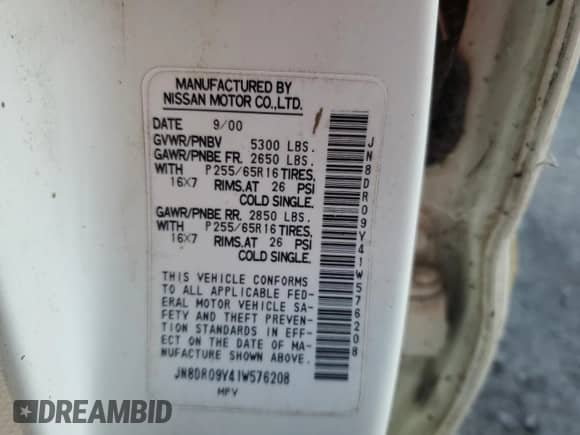 MANUFACTURED BY
NISSAN MOTOR CO.,LTD.
DATE 9/00
GVWR/PNBV 5300 LBS.
GAWR/PNBE FR. 2650 LBS.
WITH P255/65R16 TIRES,
16X7 RIMS,AT 26 PSI
COLD SINGLE.
GAWR/PNBE RR. 2850 LBS.
WITH P255/65R16 TIRES,
16X7 RIMS,AT 26 PSI
COLD SINGLE.
THIS VEHICLE CONFORMS
TO ALL APPLICABLE FED-
ERAL MOTOR VEHICLE SA-
FETY AND THEFT PREVEN-
TION STANDARDS IN EFF-
ECT ON THE DATE OF MA-
NUFACTURE SHOWN ABOVE.
JN8DR09Y41W576208
MPV
JN8DR09Y41W576208
DREAMBID